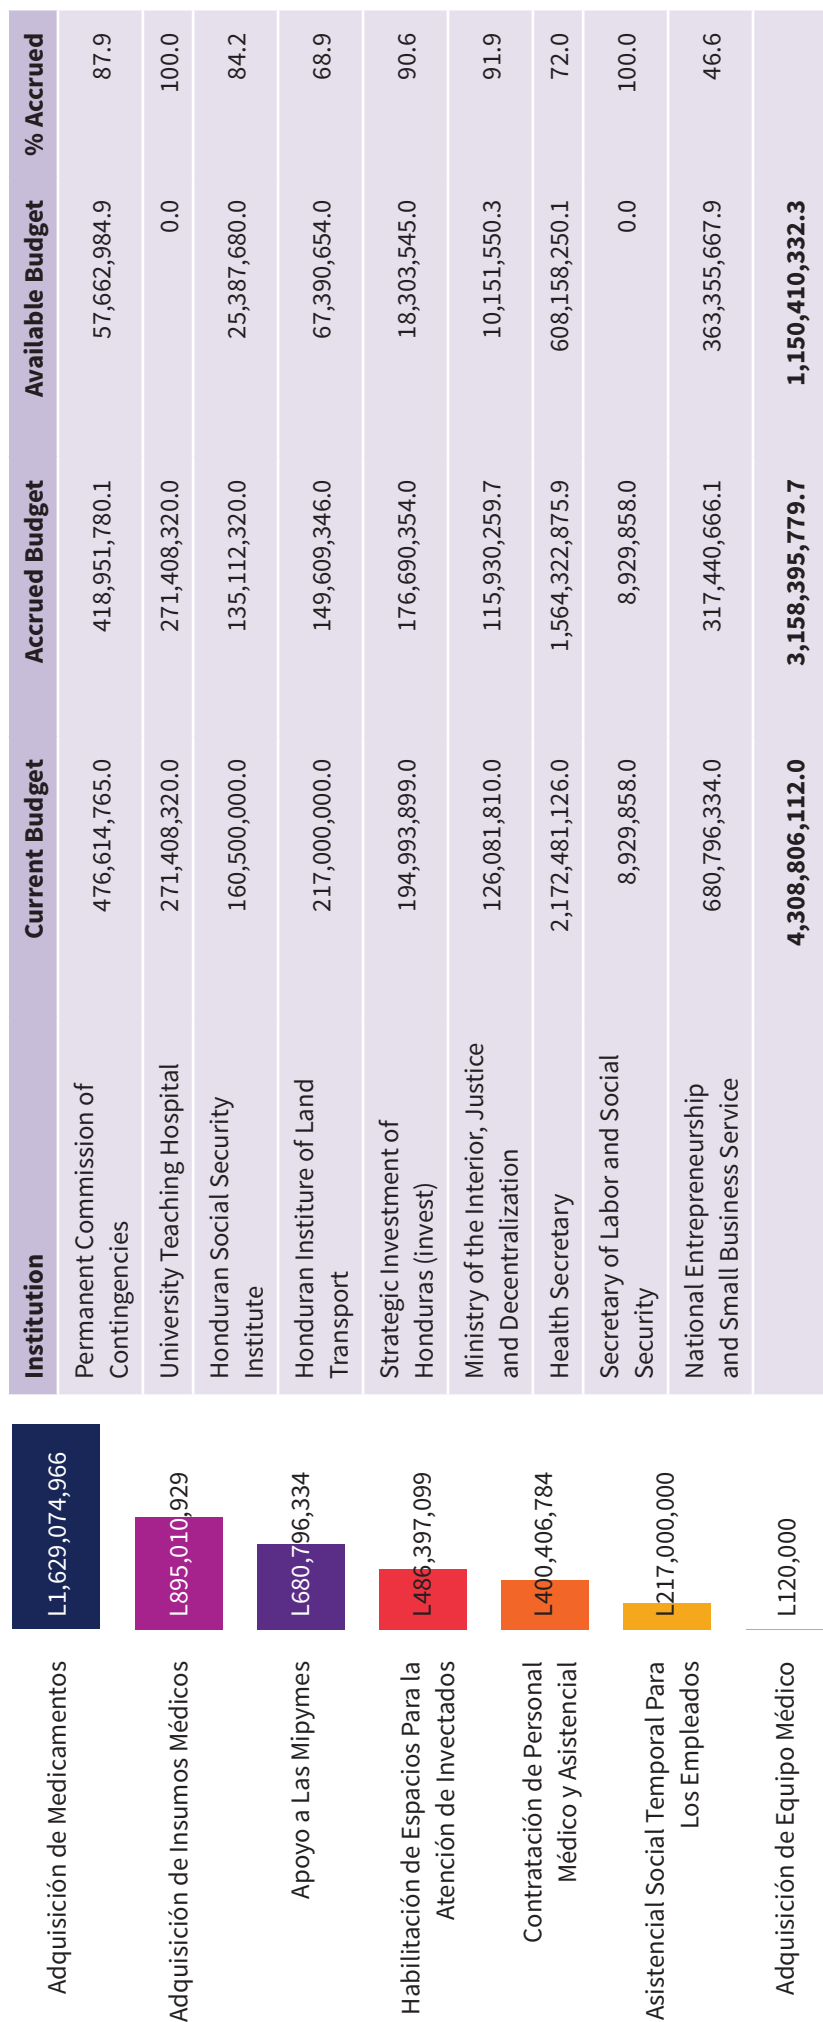 Adquisición de Medicamentos L1,629,074,966
Adquisición de Insumos Médicos L895,010,929
Apoyo a Las Mipymes L680,796,334
Habilitación de Espacios Para la
Atención de Invectados L486,397,099
Contratación de Personal
Médico y Asistencial L400,406,784
Asistencial Social Temporal Para
Los Empleados L217,000,000
Adquisición de Equipo Médico L120,000
Institution Current Budget Accrued Budget Available Budget % Accrued
Permanent Commission of
Contingencies 476,614,765.0 418,951,780.1 57,662,984.9 87.9
University Teaching Hospital 271,408,320.0 271,408,320.0 0.0 100.0
Honduran Social Security
Institute 160,500,000.0 135,112,320.0 25,387,680.0 84.2
Honduran Institure of Land
Transport 217,000,000.0 149,609,346.0 67,390,654.0 68.9
Strategic Investment of
Honduras (invest) 194,993,899.0 176,690,354.0 18,303,545.0 90.6
Ministry of the Interior, Justice
and Decentralization 126,081,810.0 115,930,259.7 10,151,550.3 91.9
Health Secretary 2,172,481,126.0 1,564,322,875.9 608,158,250.1 72.0
Secretary of Labor and Social
Security 8,929,858.0 8,929,858.0 0.0 100.0
National Entrepreneurship
and Small Business Service 680,796,334.0 317,440,666.1 363,355,667.9 46.6
4,308,806,112.0 3,158,395,779.7 1,150,410,332.3